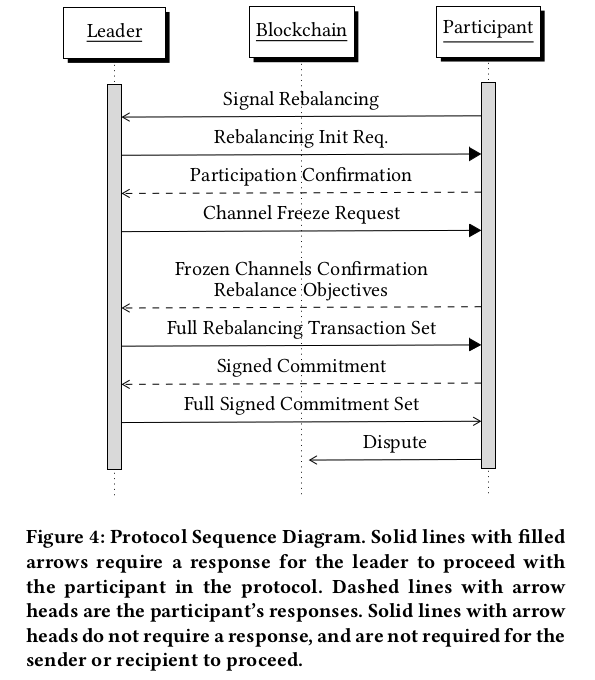 Leader
Blockchain
Participant
Signal Rebalancing
Rebalancing Init Req.
Participation Confirmation
Channel Freeze Request
Frozen Channels Confirmation
Rebalance Objectives
Full Rebalancing Transaction Set
Signed Commitment
Full Signed Commitment Set
Dispute
Figure 4: Protocol Sequence Diagram. Solid lines with filled
arrows require a response for the leader to proceed with
the participant in the protocol. Dashed lines with arrow
heads are the participant's responses. Solid lines with arrow
heads do not require a response, and are not required for the
sender or recipient to proceed.